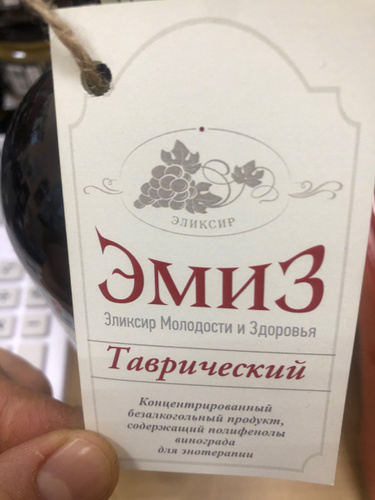 ЭЛИКСИР
ЭМИЗ
Эликсир Молодости и Здоровья
Таврический
Концентрированный
безалкогольный продукт,
содержащий полифенолы
винограда
для энотерапии